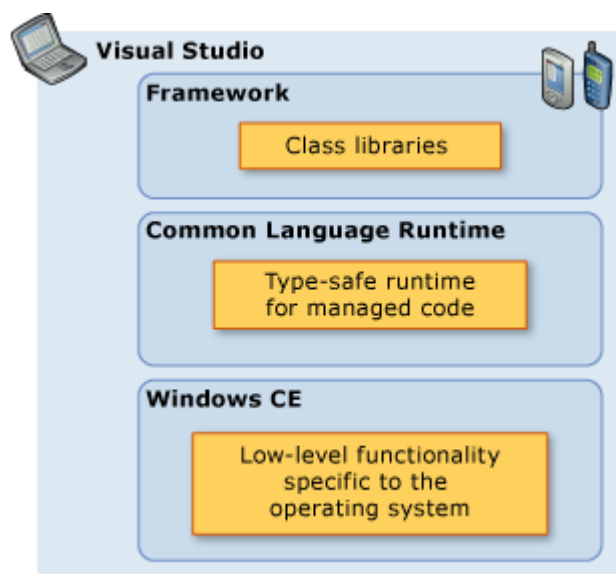 Visual Studio
Framework
Class libraries
Common Language Runtime
Type-safe runtime
for managed code
Windows CE
Low-level functionality
specific to the
operating system